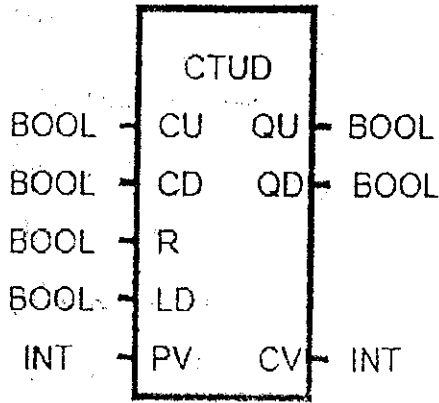 CTUD
BOOL CU QU BOOL
BOOL CD QD BOOL
BOOL R
BOOL LD
INT PV CV INT